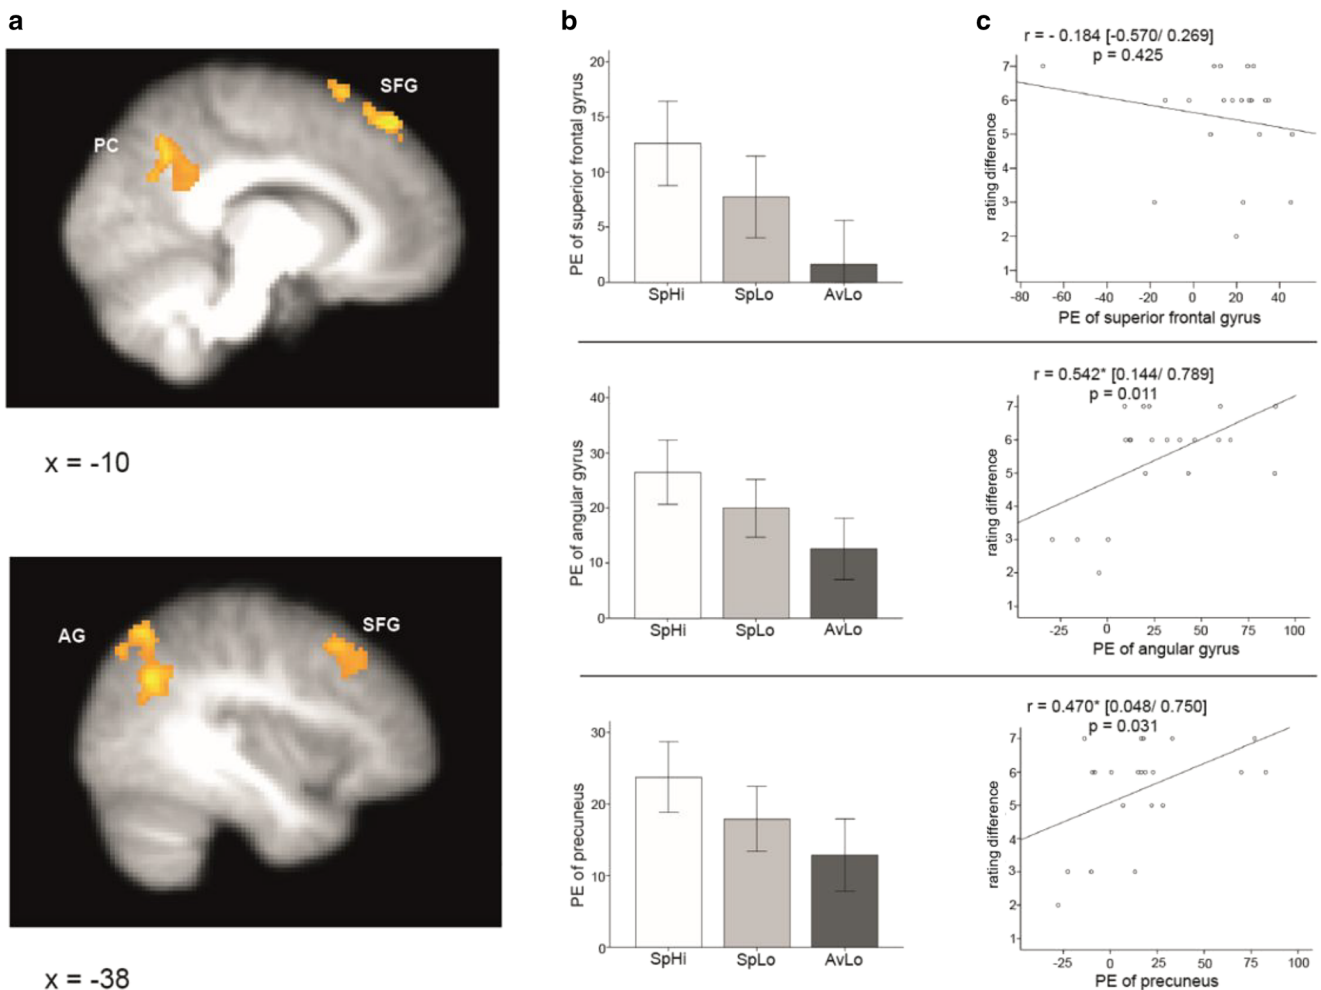 a
SFG
PC
x = -10
AG
SFG
x = -38
b
20
15
10
5
0
PE of superior frontal gyrus
SpHi
SpLo
AvLo
40
30
20
10
0
PE of angular gyrus
SpHi
SpLo
AvLo
30
20
10
0
PE of precuneus
SpHi
SpLo
AvLo
c
r = - 0.184 [-0.570/ 0.269]
p = 0.425
7
6
5
4
3
2
1
rating difference
-80 -60 -40 -20 0 20 40
PE of superior frontal gyrus
r = 0.542* [0.144/ 0.789]
p = 0.011
7
6
5
4
3
2
1
rating difference
-25 0 25 50 75 100
PE of angular gyrus
r = 0.470* [0.048/ 0.750]
p = 0.031
7
6
5
4
3
2
1
rating difference
-25 0 25 50 75 100
PE of precuneus